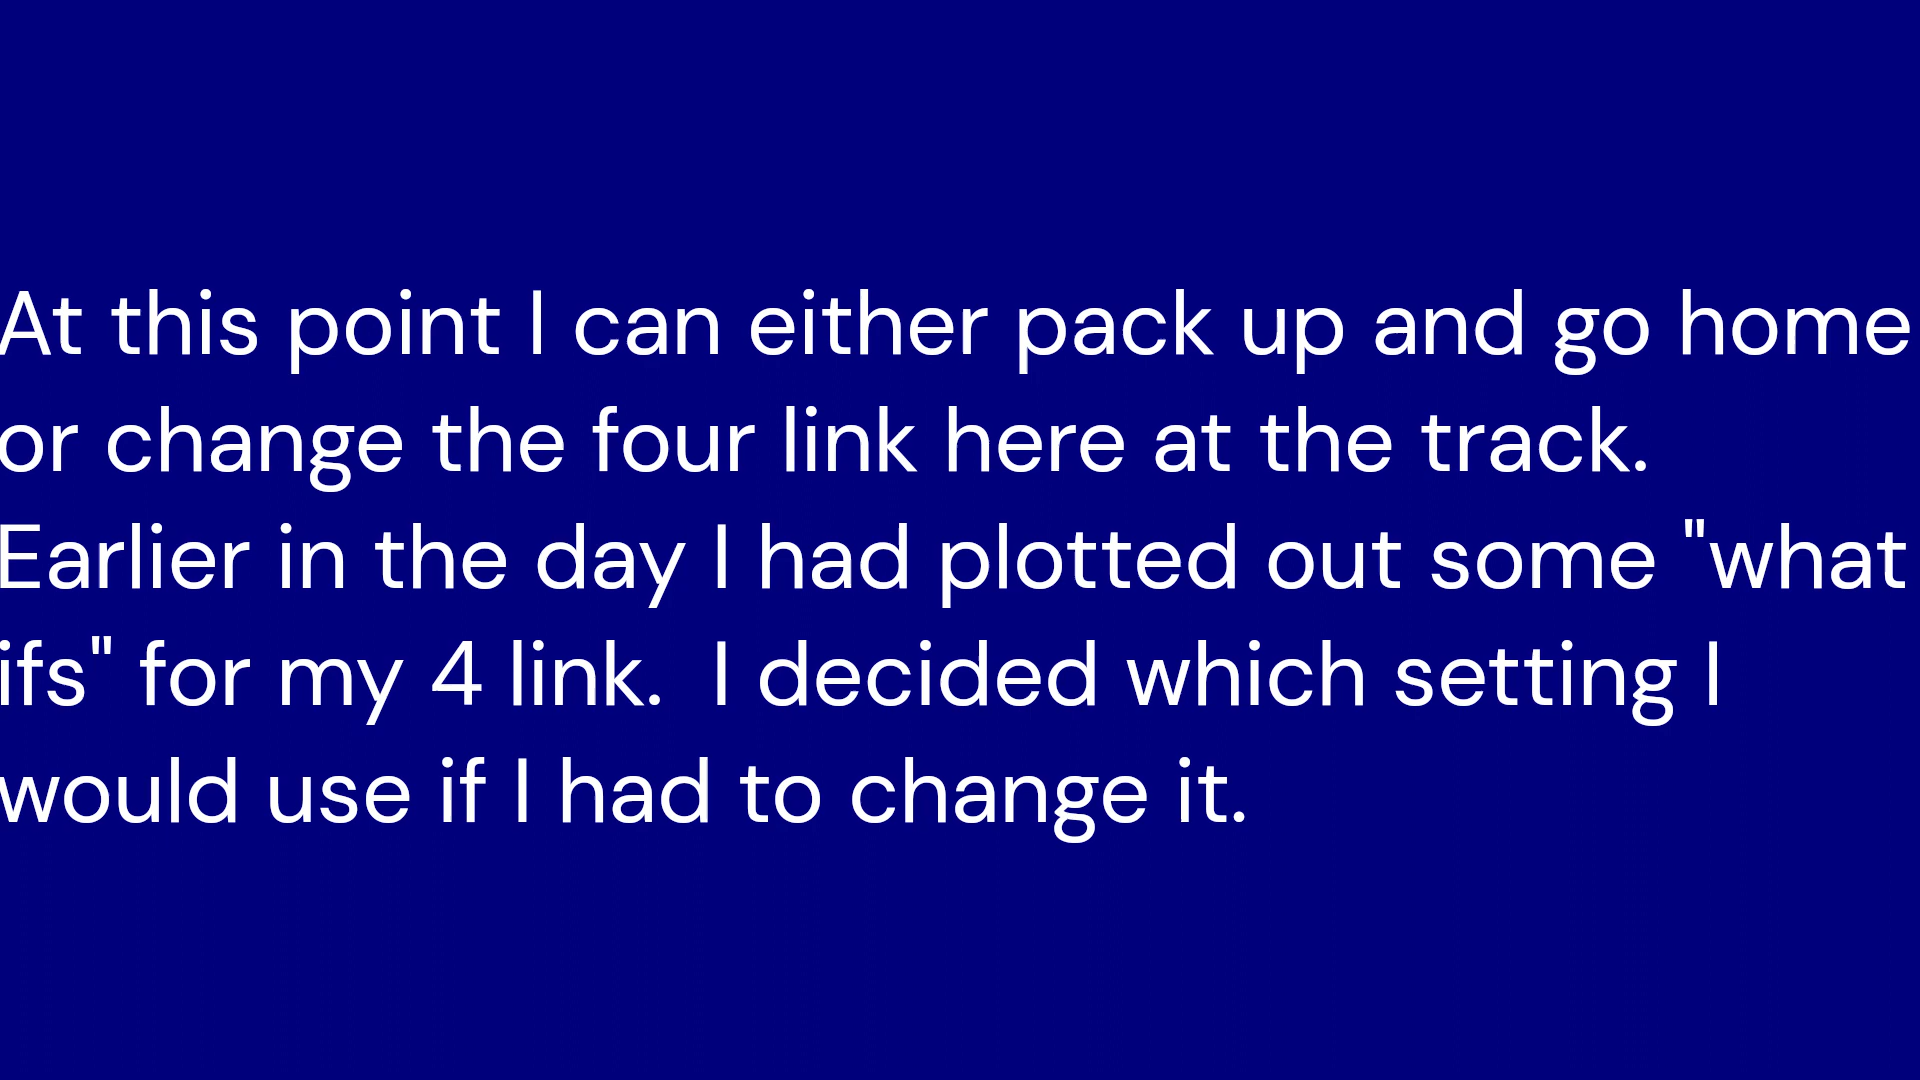 At this point I can either pack up and go home
or change the four link here at the track.
Earlier in the day I had plotted out some "what
ifs" for my 4 link.  I decided which setting I
would use if I had to change it.